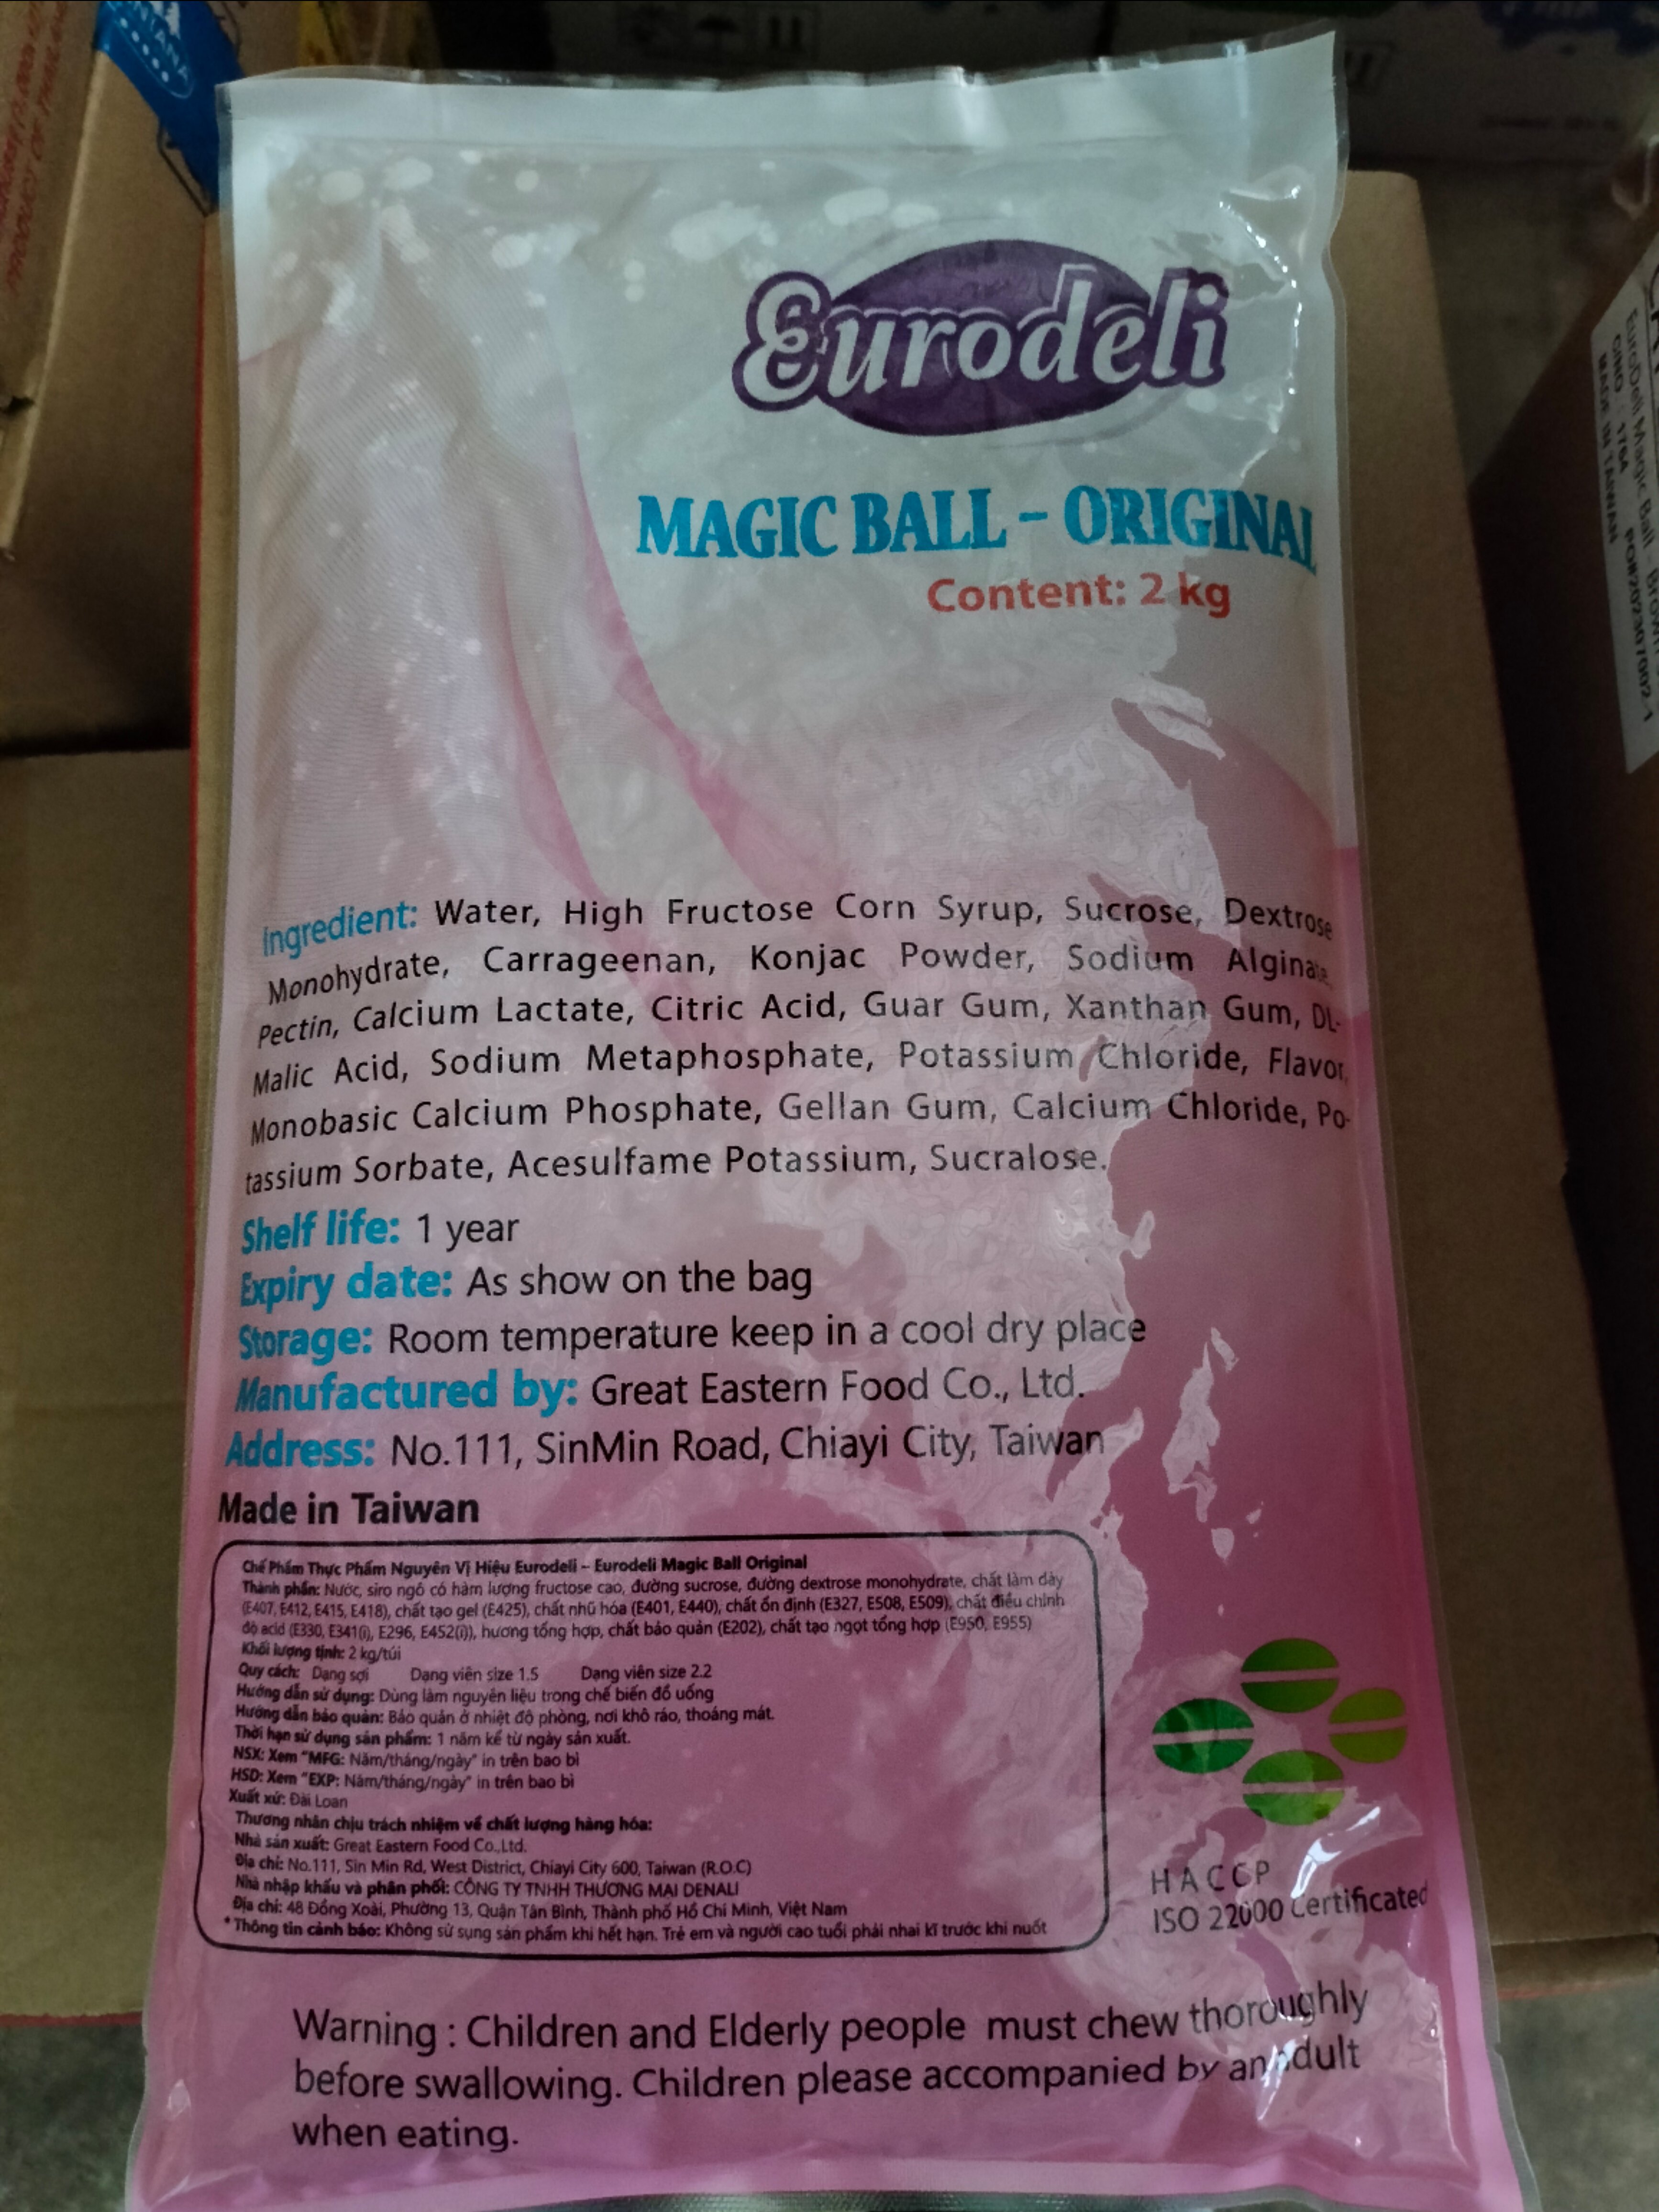 Eurodeli
MAGIC BALL - ORIGINAL
Content: 2 kg
Ingredient: Water, High Fructose Corn Syrup, Sucrose, Dextrose
Monohydrate, Carrageenan, Konjac Powder, Sodium Alginate,
Pectin, Calcium Lactate, Citric Acid, Guar Gum, Xanthan Gum, DL-
Malic Acid, Sodium Metaphosphate, Potassium Chloride, Flavor,
Monobasic Calcium Phosphate, Gellan Gum, Calcium Chloride, Po-
tassium Sorbate, Acesulfame Potassium, Sucralose.
Shelf life: 1 year
Expiry date: As show on the bag
Storage: Room temperature keep in a cool dry place
Manufactured by: Great Eastern Food Co., Ltd.
Address: No.111, SinMin Road, Chiayi City, Taiwan
Made in Taiwan
Chế Phẩm Thực Phẩm Nguyên Vị Hiệu Eurodeli – Eurodeli Magic Ball Original
Thành phần: Nước, siro ngô có hàm lượng fructose cao, đường sucrose, đường dextrose monohydrate, chất làm dày
(E407, E412, E415, E418), chất tạo gel (E425), chất nhũ hóa (E401, E440), chất ổn định (E327, E508, E509), chất điều chỉnh
độ acid (E330, E341(i), E296, E452(i)), hương tổng hợp, chất bảo quản (E202), chất tạo ngọt tổng hợp (E950, E955)
Khối lượng tịnh: 2 kg/túi
Quy cách: Dạng sợi Dạng viên size 1.5 Dạng viên size 2.2
Hướng dẫn sử dụng: Dùng làm nguyên liệu trong chế biến đồ uống
Hướng dẫn bảo quản: Bảo quản ở nhiệt độ phòng, nơi khô ráo, thoáng mát.
Thời hạn sử dụng sản phẩm: 1 năm kể từ ngày sản xuất.
NSX: Xem "MFG: Năm/tháng/ngày" in trên bao bì
HSD: Xem "EXP: Năm/tháng/ngày" in trên bao bì
Xuất xứ: Đài Loan
Thương nhân chịu trách nhiệm về chất lượng hàng hóa:
Nhà sản xuất: Great Eastern Food Co.,Ltd.
Địa chỉ: No.111, Sin Min Rd, West District, Chiayi City 600, Taiwan (R.O.C)
Nhà nhập khẩu và phân phối: CÔNG TY TNHH THƯƠNG MẠI DENALI
Địa chỉ: 48 Đồng Xoài, Phường 13, Quận Tân Bình, Thành phố Hồ Chí Minh, Việt Nam
* Thông tin cảnh báo: Không sử sụng sản phẩm khi hết hạn. Trẻ em và người cao tuổi phải nhai kĩ trước khi nuốt
HACCP
ISO 22000 Certificated
Warning : Children and Elderly people must chew thoroughly
before swallowing. Children please accompanied by an adult
when eating.
PRODUCT OF THAILAND
EuroDeli Magic Ball - Brown
MADE IN TAIWAN